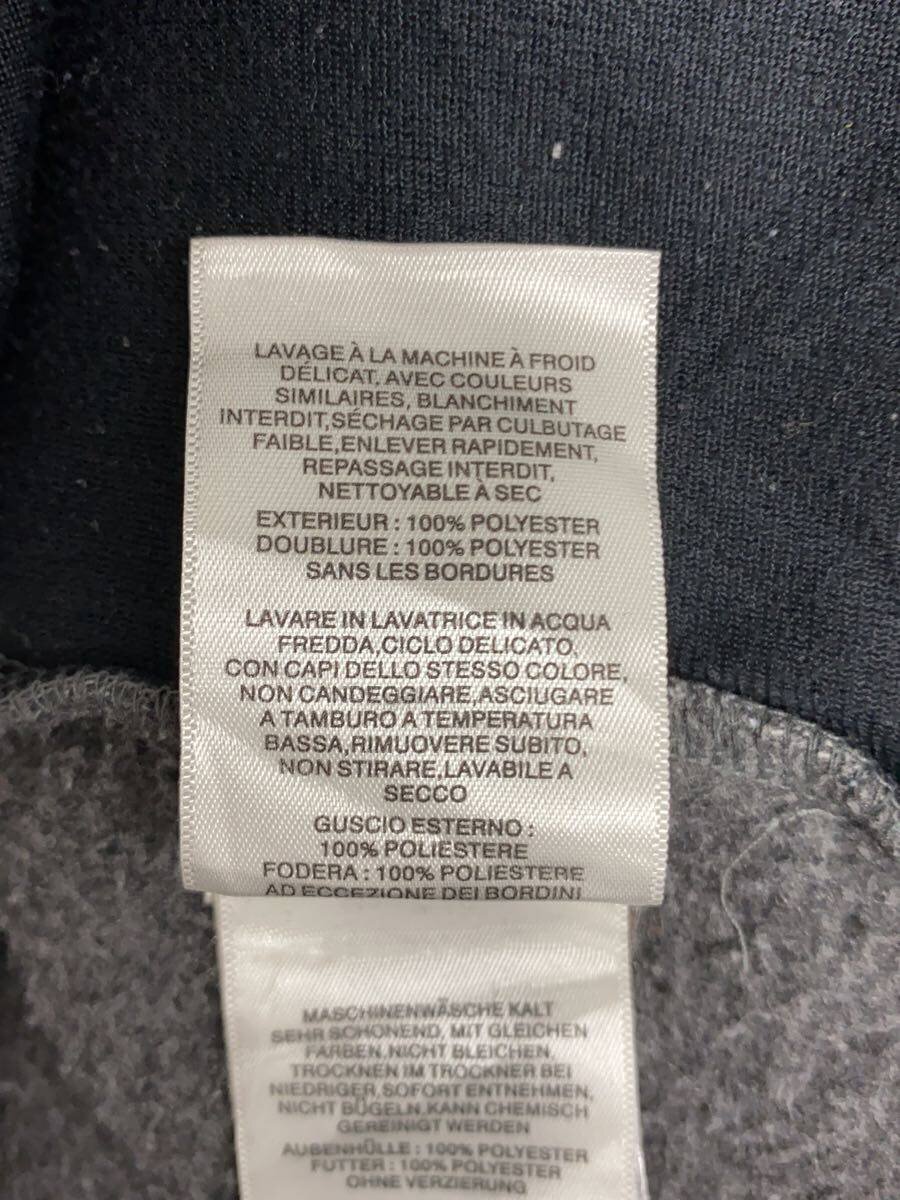 LAVAGE À LA MACHINE À FROID
DÉLICAT, AVEC COULEURS
SIMILAIRES, BLANCHIMENT
INTERDIT,SÉCHAGE PAR CULBUTAGE
FAIBLE,ENLEVER RAPIDEMENT,
REPASSAGE INTERDIT,
NETTOYABLE À SEC
EXTERIEUR : 100% POLYESTER
DOUBLURE : 100% POLYESTER
SANS LES BORDURES
LAVARE IN LAVATRICE IN ACQUA
FREDDA,CICLO DELICATO,
CON CAPI DELLO STESSO COLORE,
NON CANDEGGIARE,ASCIUGARE
A TAMBURO A TEMPERATURA
BASSA,RIMUOVERE SUBITO,
NON STIRARE,LAVABILE A
SECCO
GUSCIO ESTERNO :
100% POLIESTERE
FODERA : 100% POLIESTERE
AD ECCEZIONE DEI BORDINI
MASCHINENWÄSCHE KALT
SEHR SCHONEND, MIT GLEICHEN
FARBEN,NICHT BLEICHEN,
TROCKNEN IM TROCKNER BEI
NIEDRIGER,SOFORT ENTNEHMEN,
NICHT BÜGELN,KANN CHEMISCH
GEREINIGT WERDEN
AUßENHÜLLE : 100% POLYESTER
FUTTER : 100% POLYESTER
OHNE VERZIERUNG